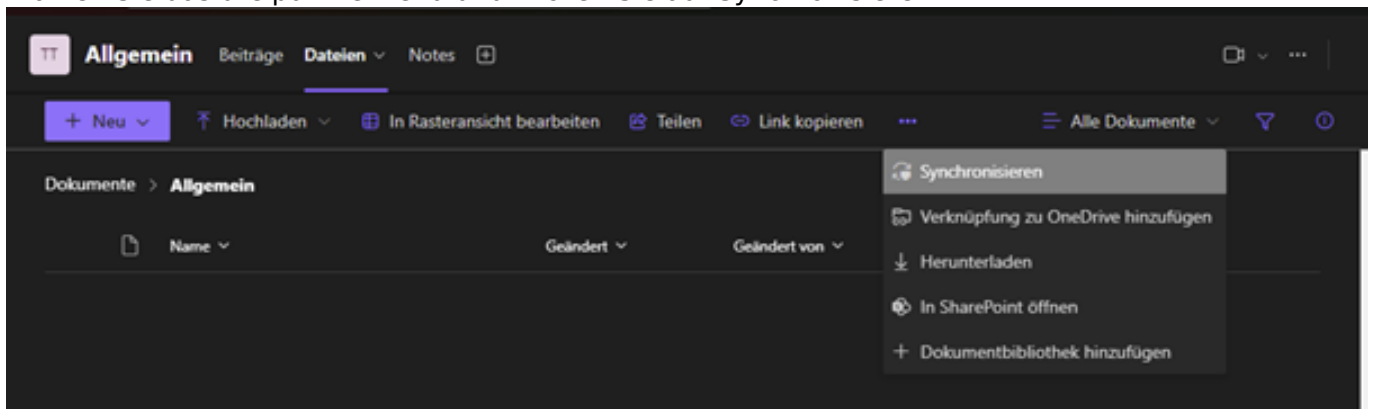 TT Allgemein Beiträge Dateien Notes
+ Neu Hochladen In Rasteransicht bearbeiten Teilen Link kopieren ... Alle Dokumente
Synchronisieren
Dokumente > Allgemein
Verknüpfung zu OneDrive hinzufügen
Name Geändert Geändert von
Herunterladen
In SharePoint öffnen
+ Dokumentbibliothek hinzufügen